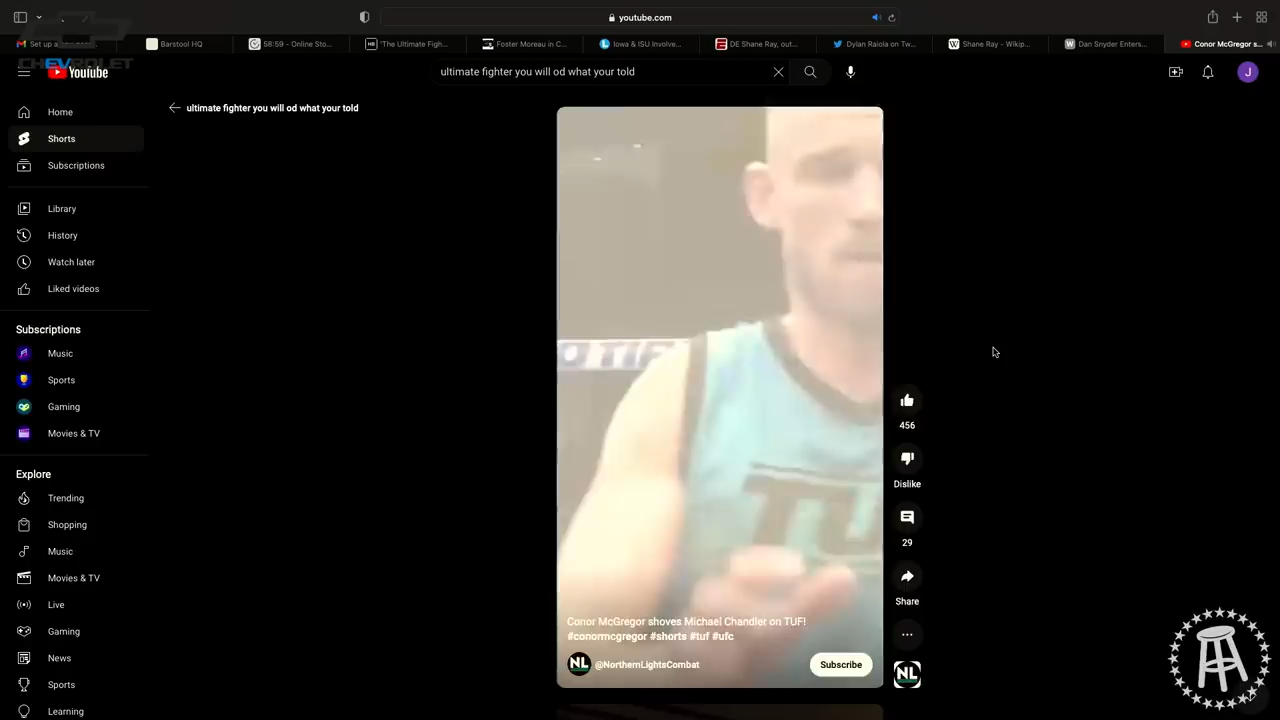 youtube.com
Set up a
Barstool HQ
58:59 - Online Sto...
HB
'The Ultimate Figh...
Foster Moreau in C...
Iowa & ISU Involve...
DE Shane Ray, out...
Dylan Raiola on Tw...
W
Shane Ray - Wikip...
W
Dan Snyder Enters...
Conor McGregor s...
CHEVROLET
YouTube
ultimate fighter you will od what your told
J
Home
Shorts
Subscriptions
Library
History
Watch later
Liked videos
Subscriptions
Music
Sports
Gaming
Movies & TV
Explore
Trending
Shopping
Music
Movies & TV
Live
Gaming
News
Sports
Learning
ultimate fighter you will od what your told
TU
Conor McGregor shoves Michael Chandler on TUF!
#conormcgregor #shorts #tuf #ufc
NL
@NorthernLightsCombat
Subscribe
456
Dislike
29
Share
NL